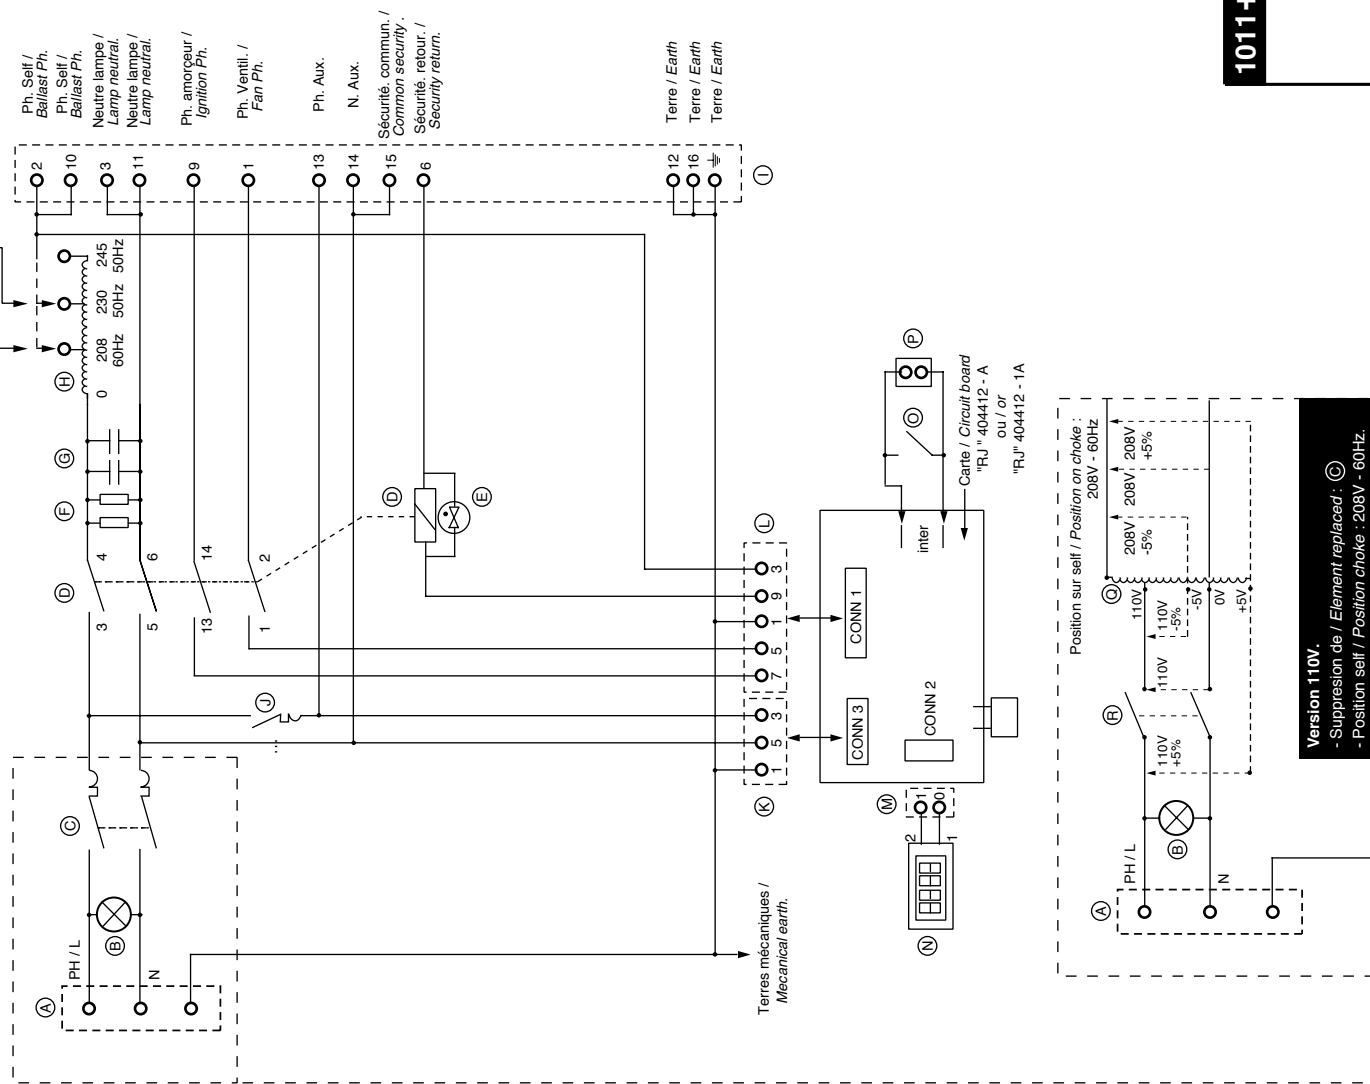 Ph. Self /
Ballast Ph.
Ph. Self /
Ballast Ph.
Neutre lampe /
Lamp neutral.
Neutre lampe /
Lamp neutral.
Ph. amorçeur /
Ignition Ph.
Ph. Ventil. /
Fan Ph.
Ph. Aux.
N. Aux.
Sécurité. commun. /
Common security .
Sécurité. retour. /
Security return.
Terre / Earth
Terre / Earth
Terre / Earth
2
10
3
11
9
1
13
14
15
6
12
16
I
1011+
H
0
208
60Hz
230
50Hz
245
50Hz
G
F
D
3
4
5
6
13
14
1
2
D
E
J
C
B
A
PH / L
N
Terres mécaniques /
Mecanical earth.
K
1
5
3
7
5
1
9
3
L
CONN 3
CONN 1
CONN 2
inter
M
1
0
2
1
N
O
P
Carte / Circuit board
"RJ " 404412 - A
ou / or
"RJ" 404412 - 1A
Position sur self / Position on choke :
208V - 60Hz
A
PH / L
N
B
R
110V
+5%
110V
110V
-5%
Q
110V
-5V
0V
+5V
208V
-5%
208V
208V
+5%
Version 110V.
- Suppresion de / Element replaced : C
- Position self / Position choke : 208V - 60Hz.